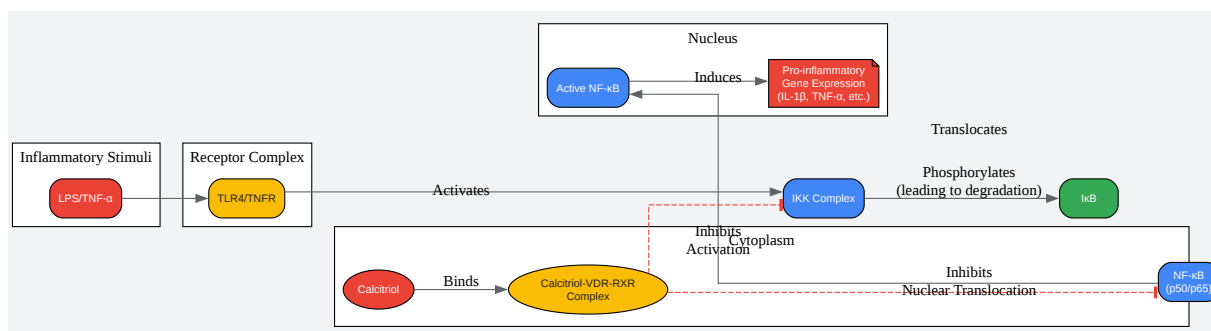 Nucleus
Active NF-κB
Induces
Pro-inflammatory
Gene Expression
(IL-1β, TNF-α, etc.)
Translocates
Inflammatory Stimuli
LPS/TNF-α
Receptor Complex
TLR4/TNFR
Activates
IKK Complex
Phosphorylates
(leading to degradation)
IκB
Inhibits
Activation
Cytoplasm
Calcitriol
Binds
Calcitriol-VDR-RXR
Complex
Inhibits
Nuclear Translocation
NF-κB
(p50/p65)